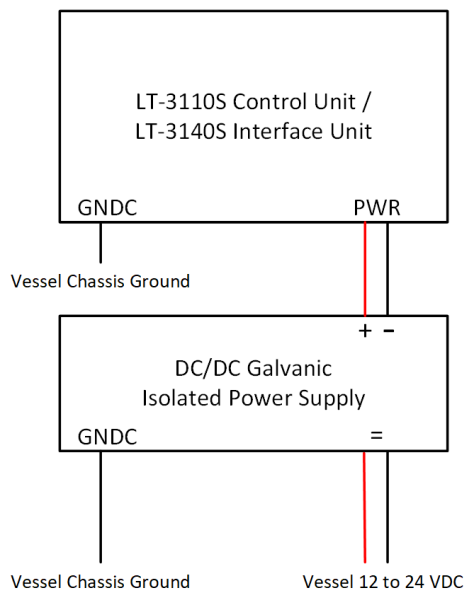 LT-3110S Control Unit /
LT-3140S Interface Unit
GNDC PWR
Vessel Chassis Ground
+ −
DC/DC Galvanic
Isolated Power Supply
GNDC =
Vessel Chassis Ground Vessel 12 to 24 VDC